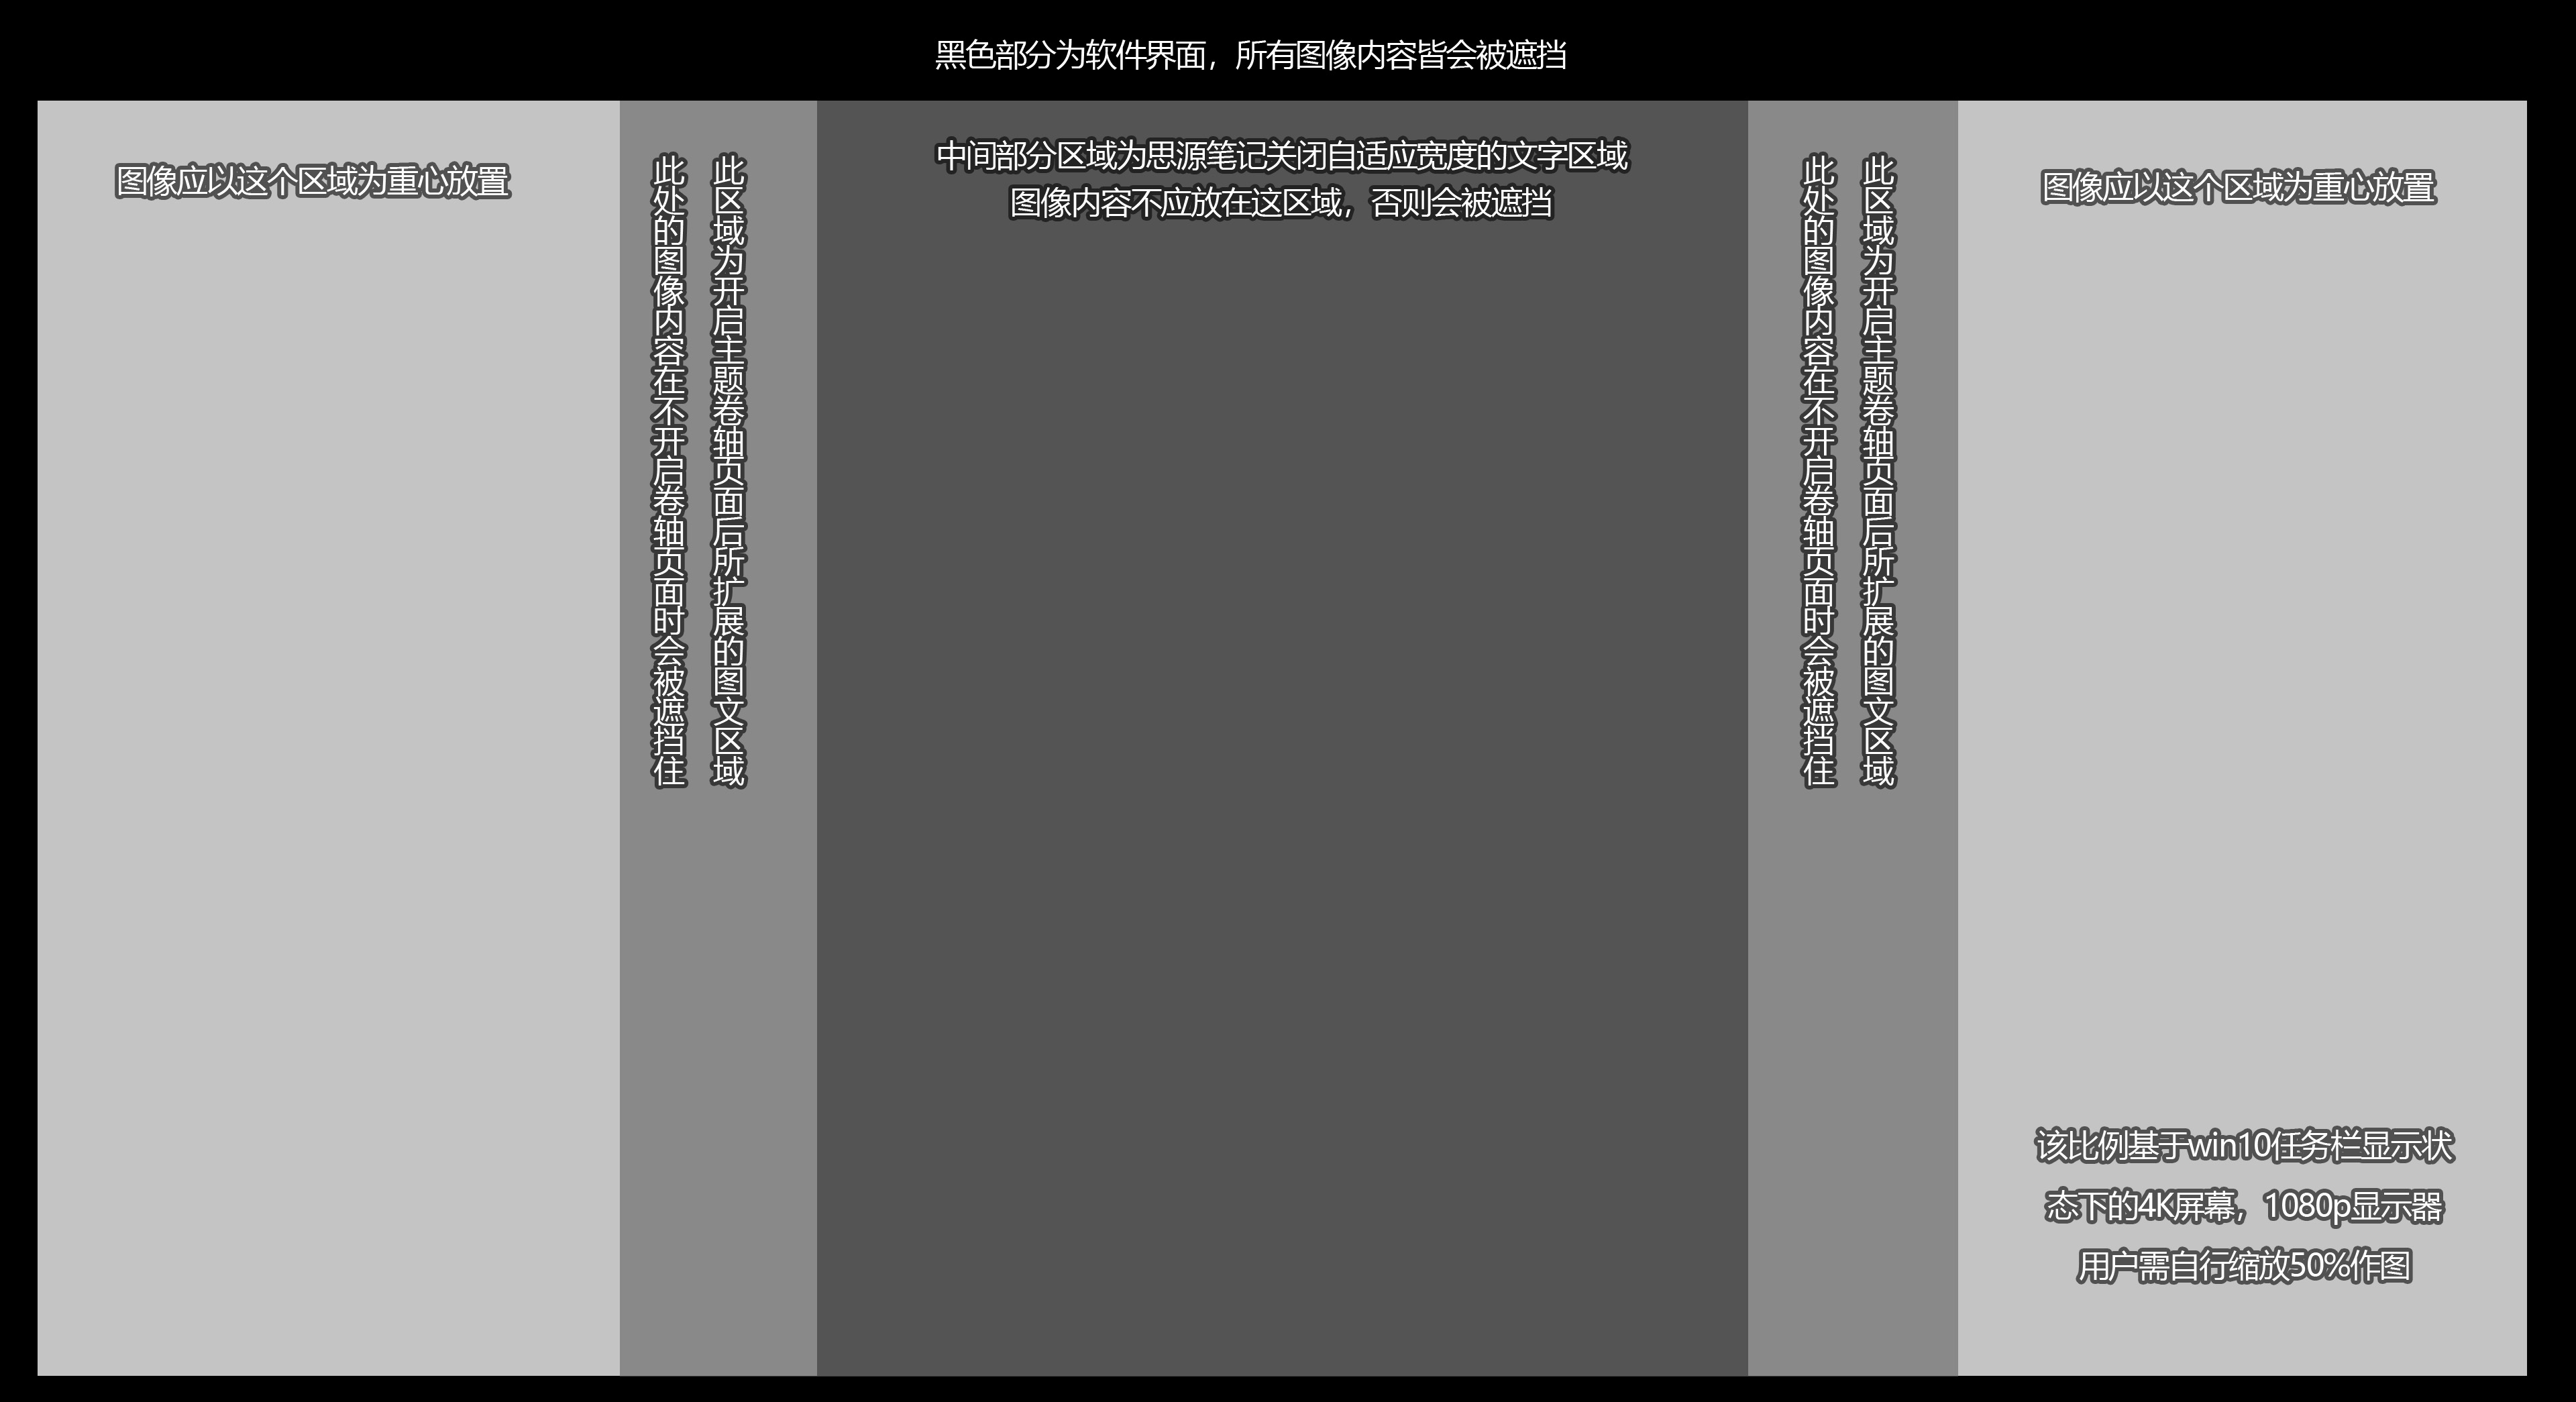 黑色部分为软件界面，所有图像内容皆会被遮挡
图像应以这个区域为重心放置
此区域为开启主题卷轴页面后所扩展的图文区域
此处的图像内容在不开启卷轴页面时会被遮挡住
中间部分区域为思源笔记关闭自适应宽度的文字区域
图像内容不应放在这区域，否则会被遮挡
此区域为开启主题卷轴页面后所扩展的图文区域
此处的图像内容在不开启卷轴页面时会被遮挡住
图像应以这个区域为重心放置
该比例基于win10任务栏显示状
态下的4K屏幕，1080p显示器
用户需自行缩放50%作图